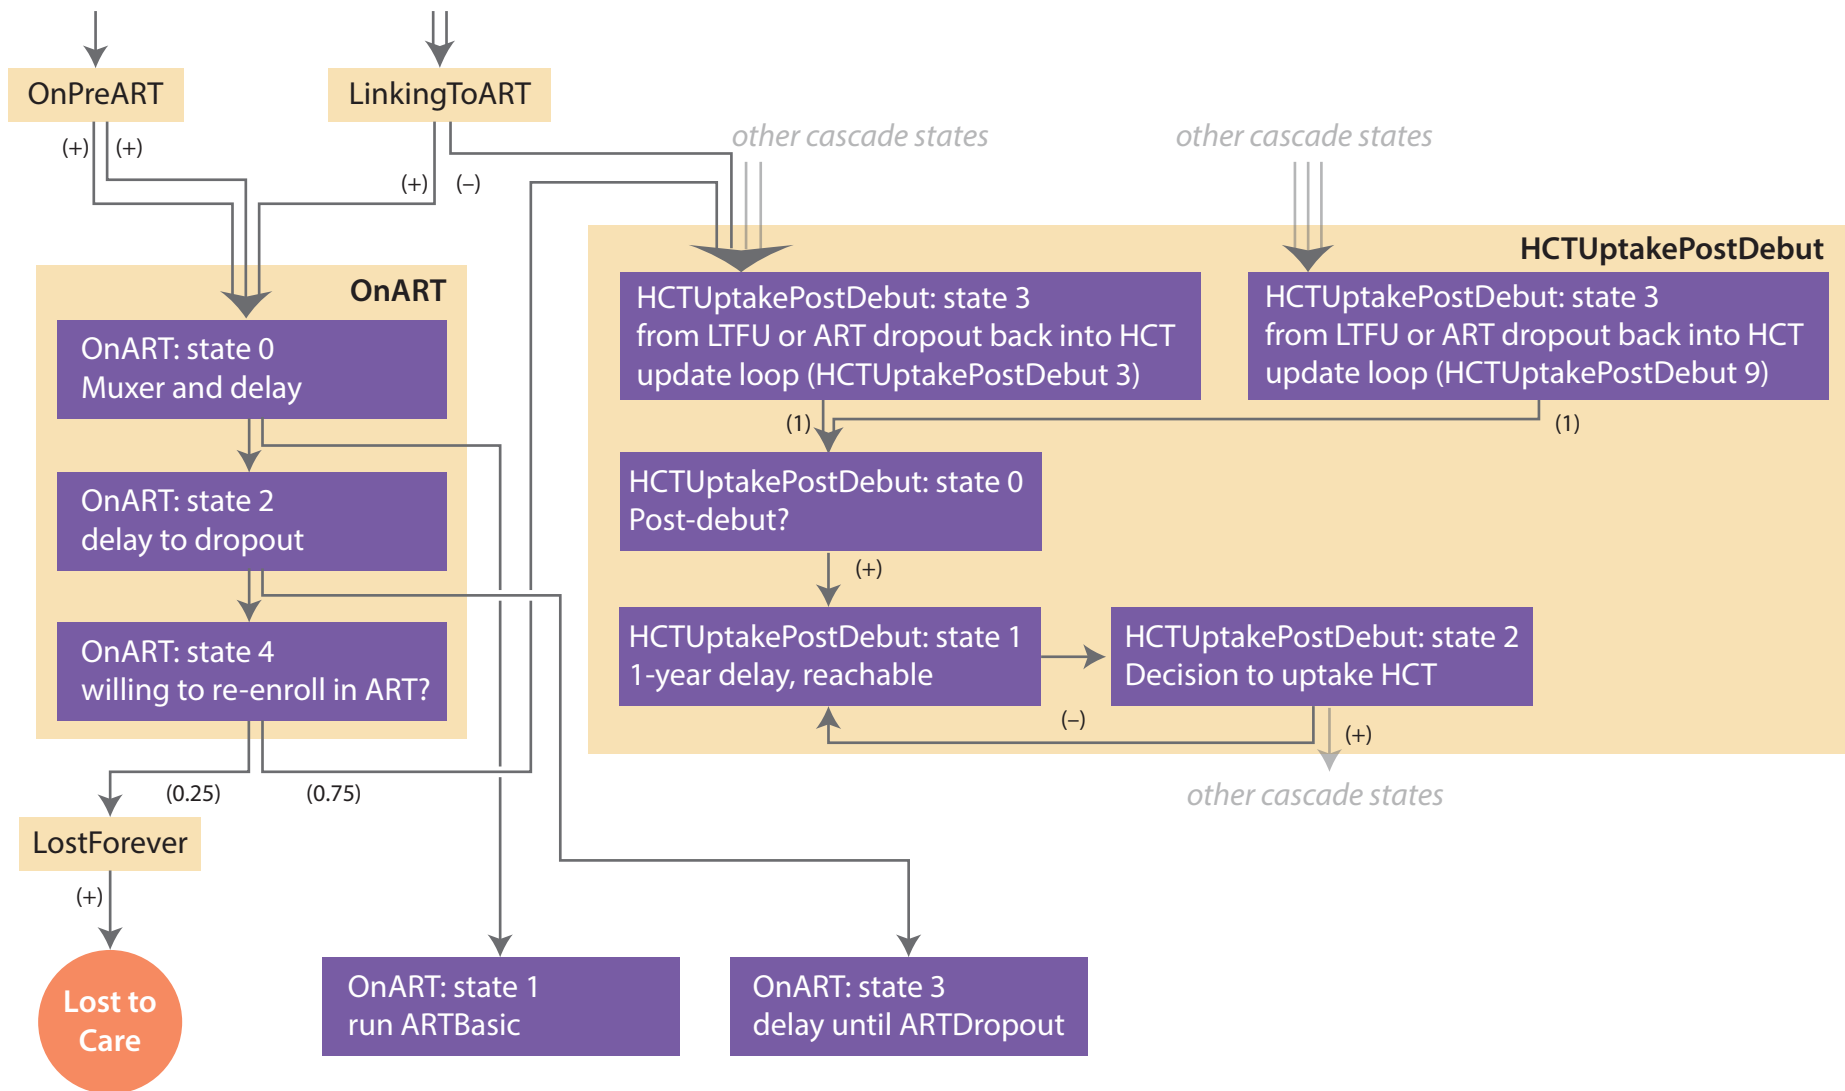 OnPreART
LinkingToART
(+)
(+)
(+)
(–)
other cascade states
other cascade states
HCTUptakePostDebut
OnART
OnART: state 0
Muxer and delay
HCTUptakePostDebut: state 3
from LTFU or ART dropout back into HCT
update loop (HCTUptakePostDebut 3)
HCTUptakePostDebut: state 3
from LTFU or ART dropout back into HCT
update loop (HCTUptakePostDebut 9)
(1)
(1)
OnART: state 2
delay to dropout
HCTUptakePostDebut: state 0
Post-debut?
(+)
OnART: state 4
willing to re-enroll in ART?
HCTUptakePostDebut: state 1
1-year delay, reachable
HCTUptakePostDebut: state 2
Decision to uptake HCT
(–)
(+)
(0.25)
(0.75)
other cascade states
LostForever
(+)
Lost to
Care
OnART: state 1
run ARTBasic
OnART: state 3
delay until ARTDropout